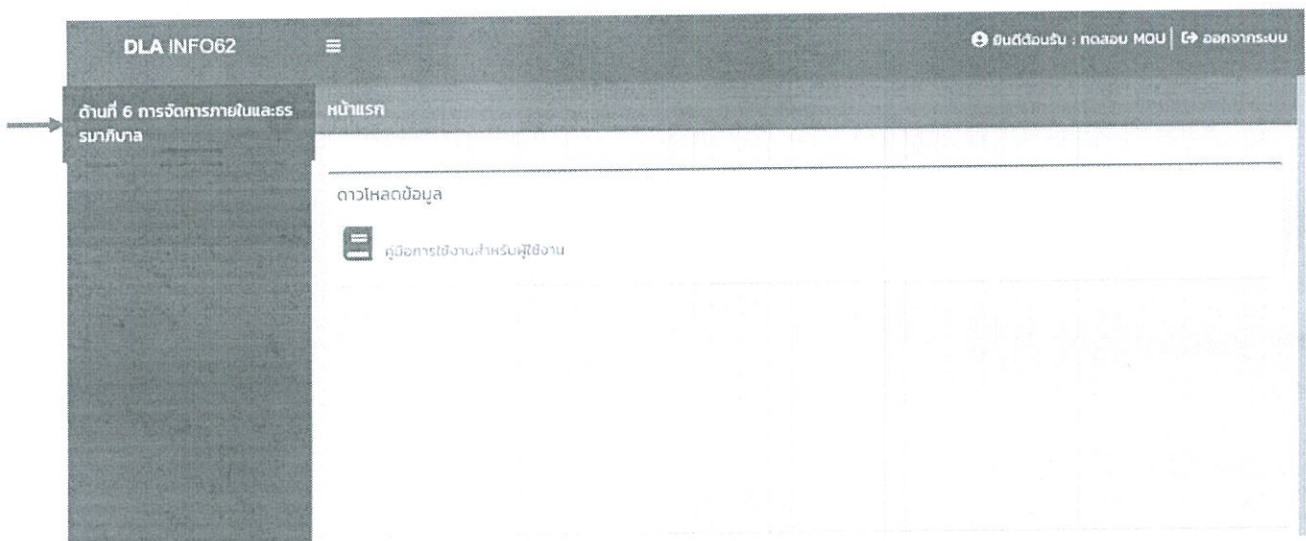 DLA INFO62
ยินดีต้อนรับ : ทดสอบ MOU | ออกจากระบบ
ด้านที่ 6 การจัดการภายในและธร
รมาภิบาล
หน้าแรก
ดาวโหลดข้อมูล
คู่มือการใช้งานสำหรับผู้ใช้งาน